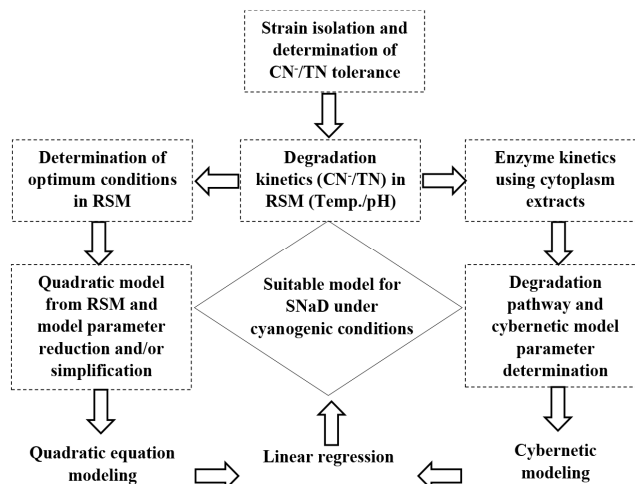 Strain isolation and
determination of
CN⁻/TN tolerance
Determination of
optimum conditions
in RSM
Degradation
kinetics (CN⁻/TN) in
RSM (Temp./pH)
Enzyme kinetics
using cytoplasm
extracts
Quadratic model
from RSM and
model parameter
reduction and/or
simplification
Suitable model for
SNaD under
cyanogenic conditions
Degradation
pathway and
cybernetic model
parameter
determination
Quadratic equation
modeling
Linear regression
Cybernetic
modeling